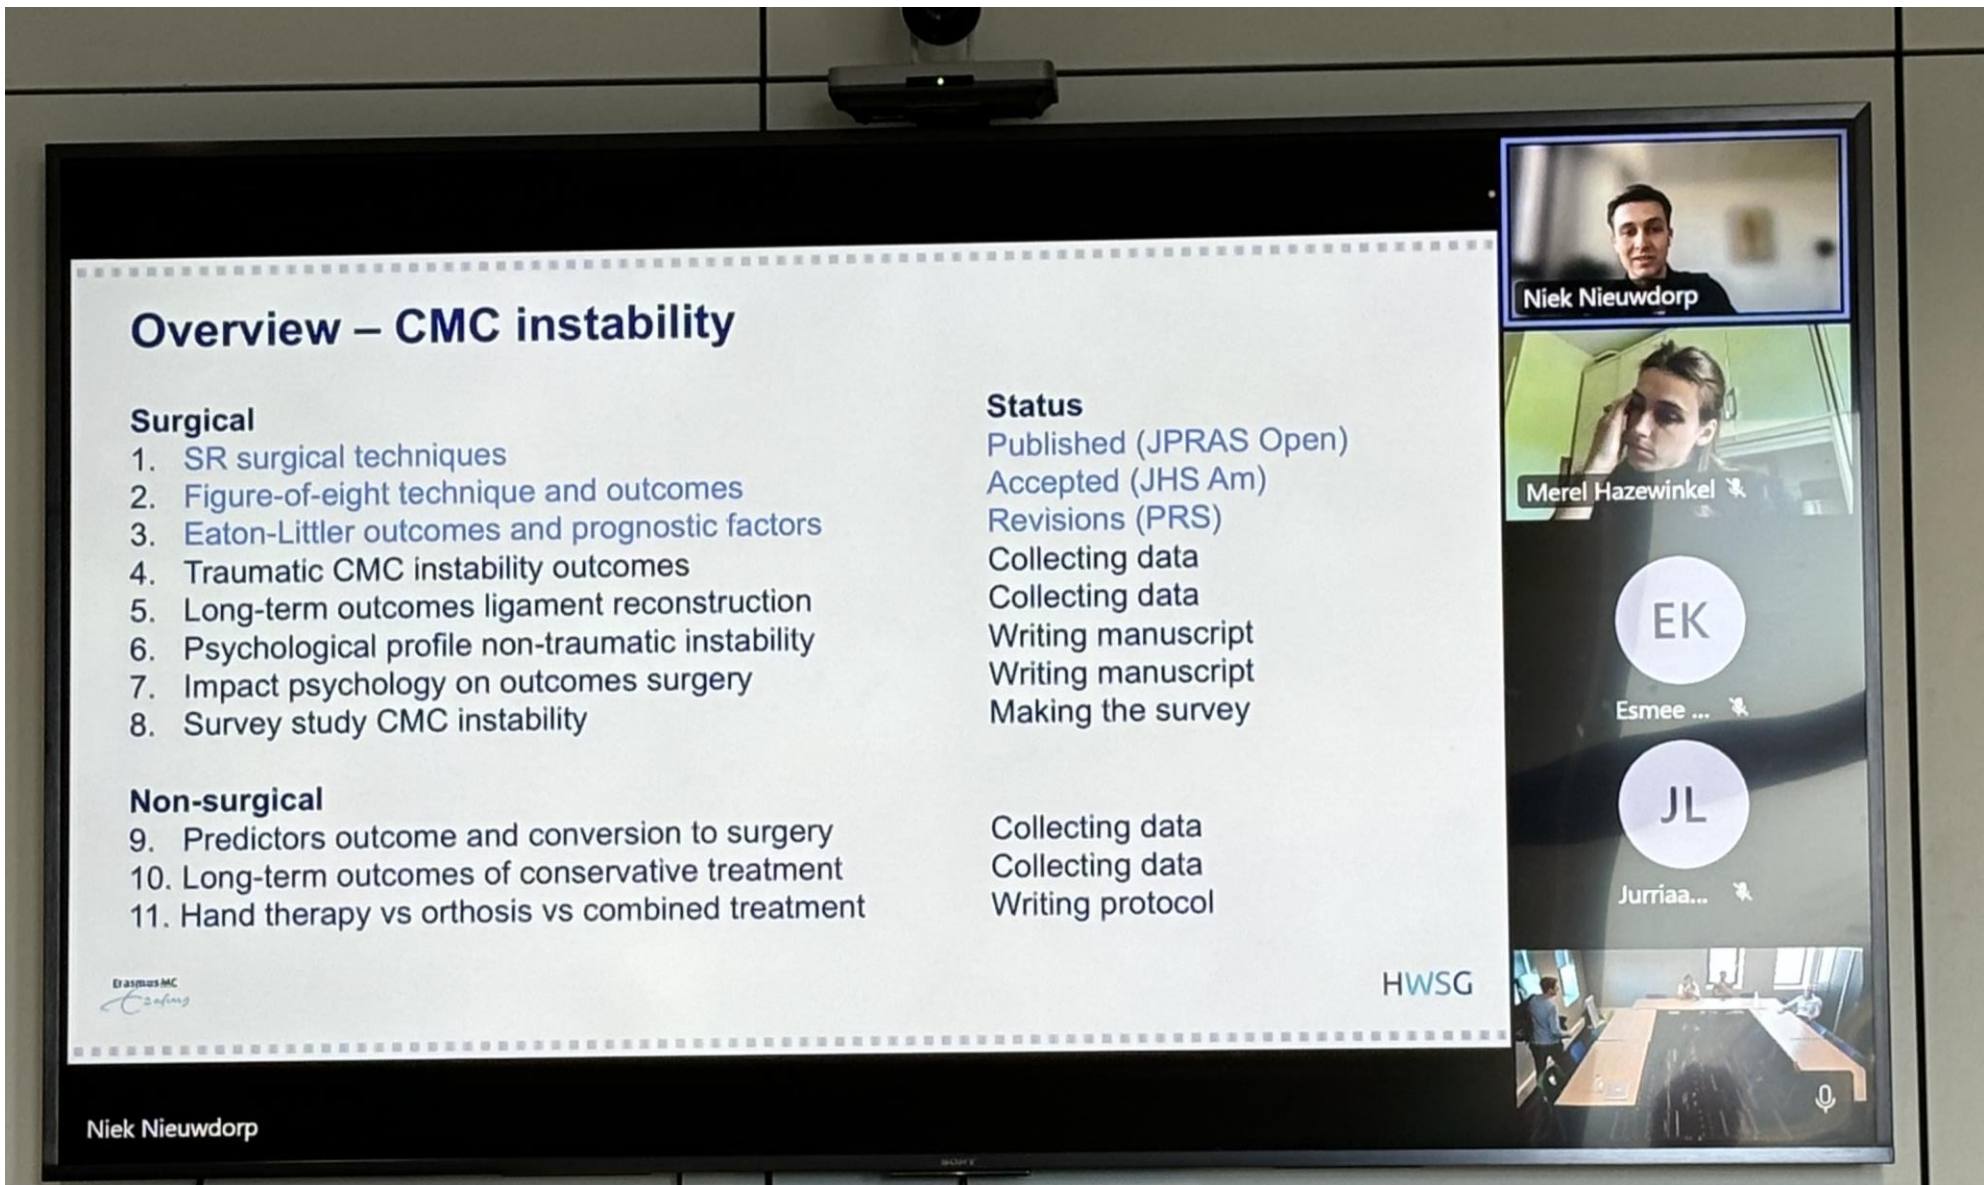 Overview – CMC instability
Surgical
Status
1. SR surgical techniques
Published (JPRAS Open)
2. Figure-of-eight technique and outcomes
Accepted (JHS Am)
3. Eaton-Littler outcomes and prognostic factors
Revisions (PRS)
4. Traumatic CMC instability outcomes
Collecting data
5. Long-term outcomes ligament reconstruction
Collecting data
6. Psychological profile non-traumatic instability
Writing manuscript
7. Impact psychology on outcomes surgery
Writing manuscript
8. Survey study CMC instability
Making the survey
Non-surgical
9. Predictors outcome and conversion to surgery
Collecting data
10. Long-term outcomes of conservative treatment
Collecting data
11. Hand therapy vs orthosis vs combined treatment
Writing protocol
Erasmus MC
Erasmus
HWSG
Niek Nieuwdorp
Niek Nieuwdorp
Merel Hazewinkel
EK
Esmee ...
JL
Jurriaa...
SONY